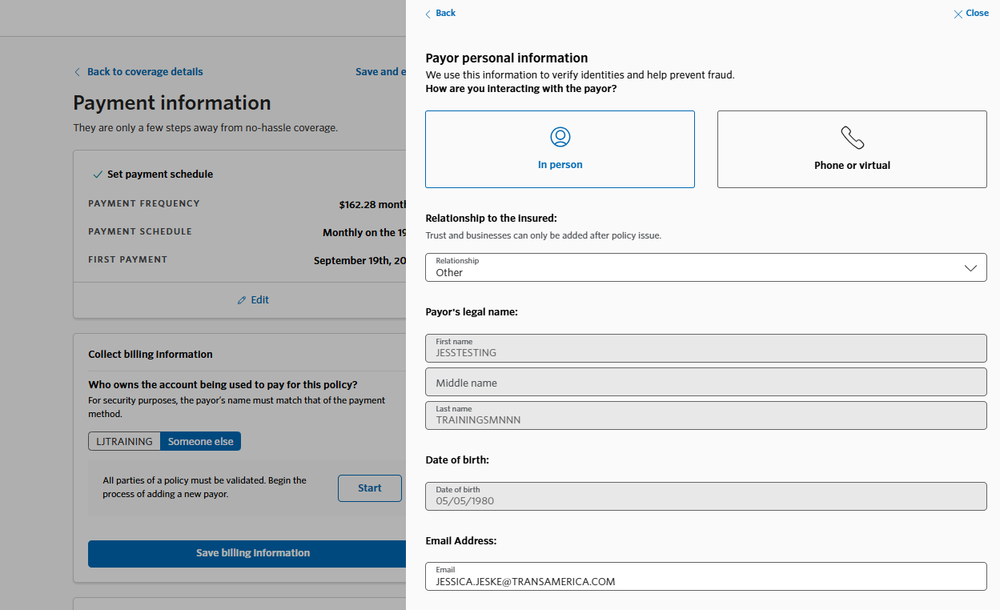 Back to coverage details
Save and e
Payment information
They are only a few steps away from no-hassle coverage.
Set payment schedule
PAYMENT FREQUENCY
$162.28 month
PAYMENT SCHEDULE
Monthly on the 19
FIRST PAYMENT
September 19th, 20
Edit
Collect billing information
Who owns the account being used to pay for this policy?
For security purposes, the payor's name must match that of the payment
method.
LJTRAINING
Someone else
All parties of a policy must be validated. Begin the
process of adding a new payor.
Start
Save billing information
Back
Close
Payor personal information
We use this information to verify identities and help prevent fraud.
How are you interacting with the payor?
In person
Phone or virtual
Relationship to the insured:
Trust and businesses can only be added after policy issue.
Relationship
Other
Payor's legal name:
First name
JESSTESTING
Middle name
Last name
TRAININGSMNNN
Date of birth:
Date of birth
05/05/1980
Email Address:
Email
JESSICA.JESKE@TRANSAMERICA.COM